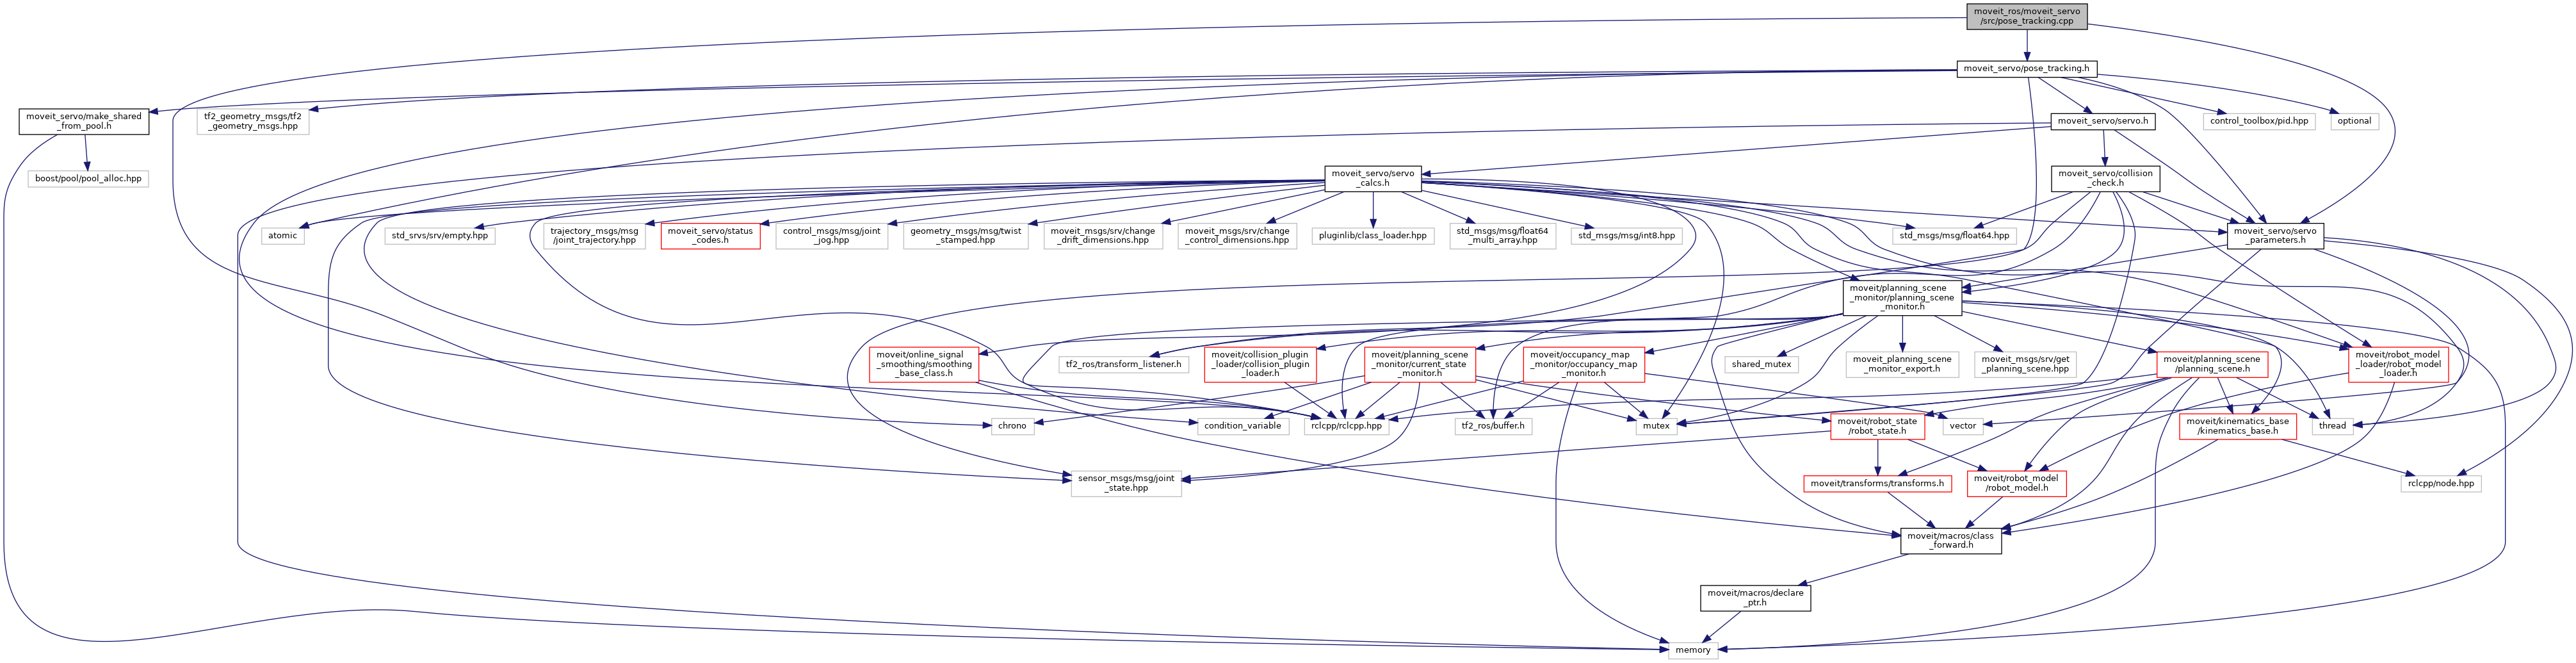 moveit_ros/moveit_servo
/src/pose_tracking.cpp
moveit_servo/pose_tracking.h
moveit_servo/make_shared
_from_pool.h
tf2_geometry_msgs/tf2
_geometry_msgs.hpp
moveit_servo/servo.h
control_toolbox/pid.hpp
optional
boost/pool/pool_alloc.hpp
moveit_servo/servo
_calcs.h
moveit_servo/collision
_check.h
atomic
std_srvs/srv/empty.hpp
trajectory_msgs/msg
/joint_trajectory.hpp
moveit_servo/status
_codes.h
control_msgs/msg/joint
_jog.hpp
geometry_msgs/msg/twist
_stamped.hpp
moveit_msgs/srv/change
_drift_dimensions.hpp
moveit_msgs/srv/change
_control_dimensions.hpp
pluginlib/class_loader.hpp
std_msgs/msg/float64
_multi_array.hpp
std_msgs/msg/int8.hpp
std_msgs/msg/float64.hpp
moveit_servo/servo
_parameters.h
moveit/planning_scene
_monitor/planning_scene
_monitor.h
moveit/online_signal
_smoothing/smoothing
_base_class.h
tf2_ros/transform_listener.h
moveit/collision_plugin
_loader/collision_plugin
_loader.h
moveit/planning_scene
_monitor/current_state
_monitor.h
moveit/occupancy_map
_monitor/occupancy_map
_monitor.h
shared_mutex
moveit_planning_scene
_monitor_export.h
moveit_msgs/srv/get
_planning_scene.hpp
moveit/planning_scene
/planning_scene.h
moveit/robot_model
_loader/robot_model
_loader.h
chrono
condition_variable
rclcpp/rclcpp.hpp
tf2_ros/buffer.h
mutex
moveit/robot_state
/robot_state.h
vector
moveit/kinematics_base
/kinematics_base.h
thread
sensor_msgs/msg/joint
_state.hpp
moveit/transforms/transforms.h
moveit/robot_model
/robot_model.h
rclcpp/node.hpp
moveit/macros/class
_forward.h
moveit/macros/declare
_ptr.h
memory